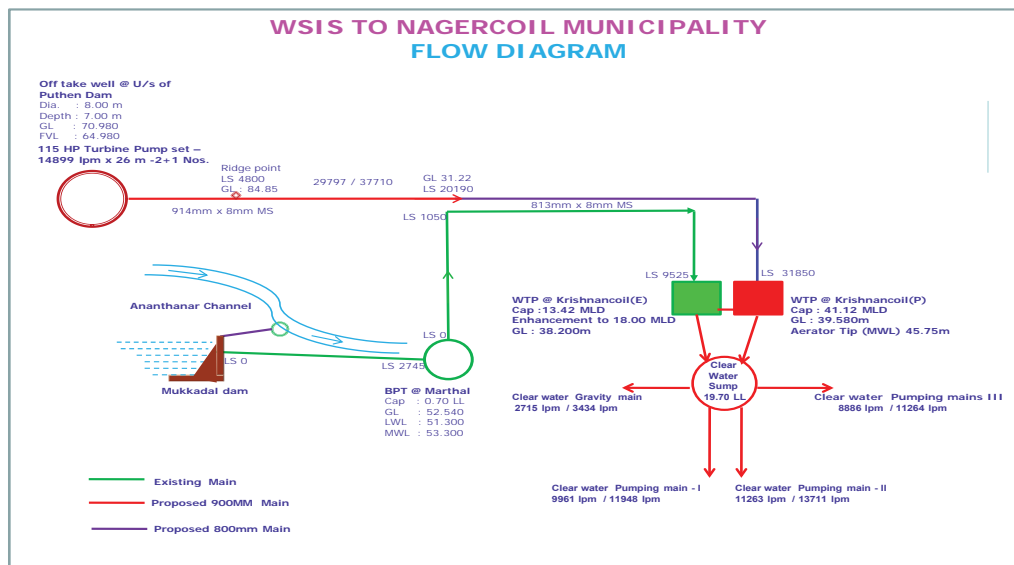 WSIS TO NAGERCOIL MUNICIPALITY
FLOW DIAGRAM
Off take well @ U/s of
Puthen Dam
Dia. : 8.00 m
Depth : 7.00 m
GL : 70.980
FVL : 64.980
115 HP Turbine Pump set –
14899 lpm x 26 m -2+1 Nos.
Ridge point
LS 4800
GL : 84.85
29797 / 37710
GL 31.22
LS 20190
914mm x 8mm MS
813mm x 8mm MS
LS 1050
LS 9525
LS 31850
WTP @ Krishnancoil(E)
Cap :13.42 MLD
Enhancement to 18.00 MLD
GL : 38.200m
WTP @ Krishnancoil(P)
Cap : 41.12 MLD
GL : 39.580m
Aerator Tip (MWL) 45.75m
Ananthanar Channel
LS 0
LS 0
LS 2745
Mukkadal dam
BPT @ Marthal
Cap : 0.70 LL
GL : 52.540
LWL : 51.300
MWL : 53.300
Clear
Water
Sump
19.70 LL
Clear water Gravity main
2715 lpm / 3434 lpm
Clear water Pumping mains III
8886 lpm / 11264 lpm
Clear water Pumping main - I
9961 lpm / 11948 lpm
Clear water Pumping main - II
11263 lpm / 13711 lpm
Existing Main
Proposed 900MM Main
Proposed 800mm Main